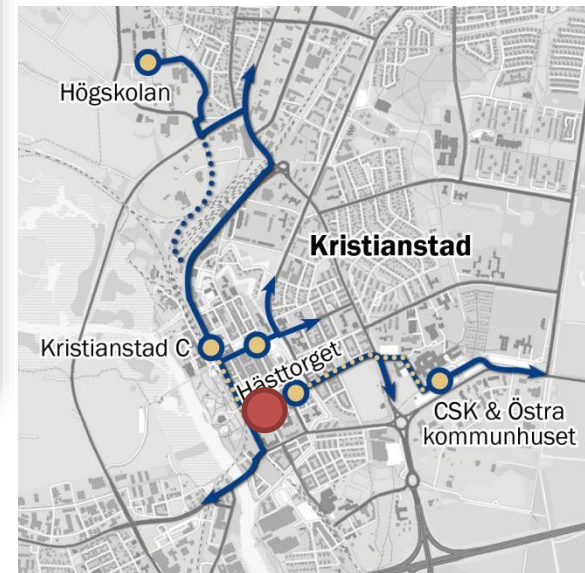 Högskolan
Kristianstad
Kristianstad C
Hästtorget
CSK & Östra
kommunhuset